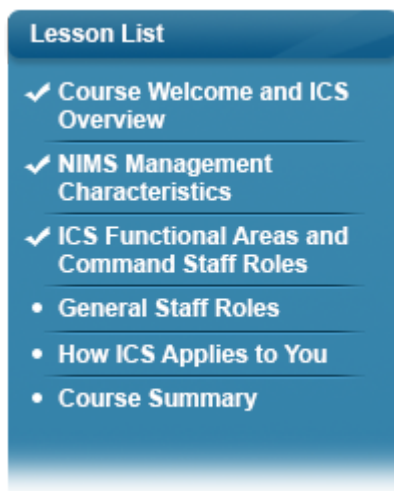 Lesson List
Course Welcome and ICS
Overview
NIMS Management
Characteristics
ICS Functional Areas and
Command Staff Roles
General Staff Roles
How ICS Applies to You
Course Summary